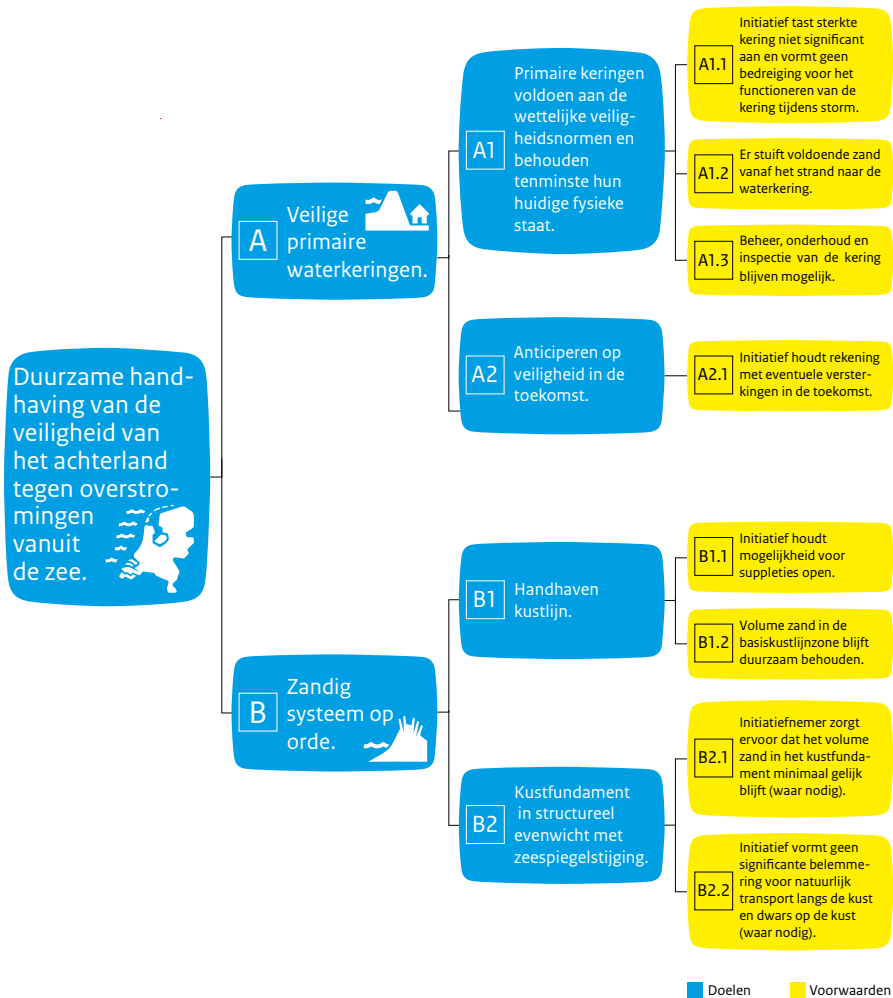 Duurzame hand-
having van de
veiligheid van
het achterland
tegen overstro-
mingen
vanuit
de zee.
A
Veilige
primaire
waterkeringen.
A1
Primaire keringen
voldoen aan de
wettelijke veilig-
heidsnormen en
behouden
tenminste hun
huidige fysieke
staat.
A1.1
Initiatief tast sterkte
kering niet significant
aan en vormt geen
bedreiging voor het
functioneren van de
kering tijdens storm.
A1.2
Er stuift voldoende zand
vanaf het strand naar de
waterkering.
A1.3
Beheer, onderhoud en
inspectie van de kering
blijven mogelijk.
A2
Anticiperen op
veiligheid in de
toekomst.
A2.1
Initiatief houdt rekening
met eventuele verster-
kingen in de toekomst.
B
Zandig
systeem op
orde.
B1
Handhaven
kustlijn.
B1.1
Initiatief houdt
mogelijkheid voor
suppleties open.
B1.2
Volume zand in de
basiskustlijnzone blijft
duurzaam behouden.
B2
Kustfundament
in structureel
evenwicht met
zeespiegelstijging.
B2.1
Initiatiefnemer zorgt
ervoor dat het volume
zand in het kustfunda-
ment minimaal gelijk
blijft (waar nodig).
B2.2
Initiatief vormt geen
significante belemme-
ring voor natuurlijk
transport langs de kust
en dwars op de kust
(waar nodig).
Doelen
Voorwaarden